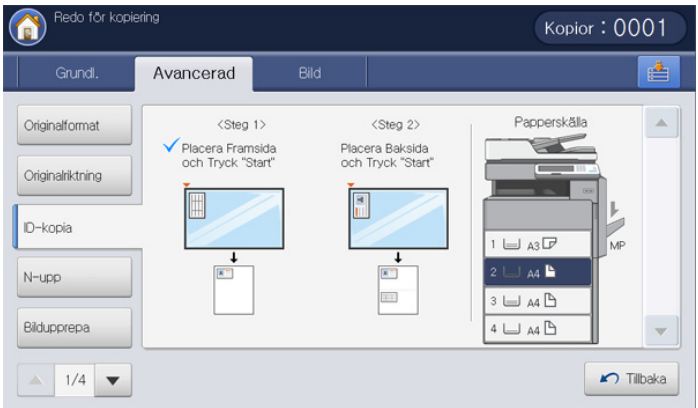 Redo för kopiering
Kopior : 0001
Grundl.
Avancerad
Bild
Originalformat
Originalriktning
ID-kopia
N-upp
Bildupprepa
1/4
<Steg 1>
Placera Framsida
och Tryck "Start"
<Steg 2>
Placera Baksida
och Tryck "Start"
Papperskälla
MP
1 A3
2 A4
3 A4
4 A4
Tillbaka